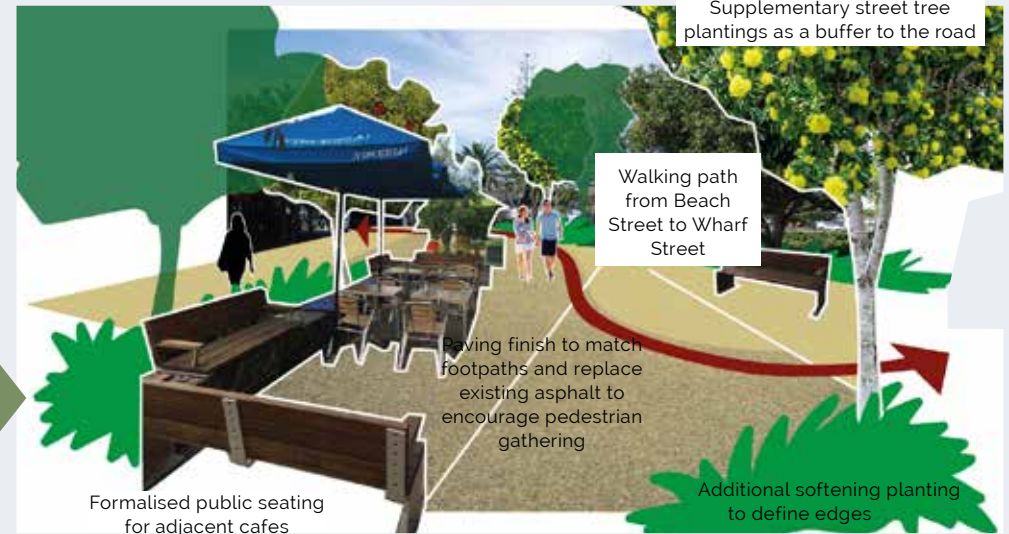 Supplementary street tree
plantings as a buffer to the road
Walking path
from Beach
Street to Wharf
Street
Paving finish to match
footpaths and replace
existing asphalt to
encourage pedestrian
gathering
Formalised public seating
for adjacent cafes
Additional softening planting
to define edges